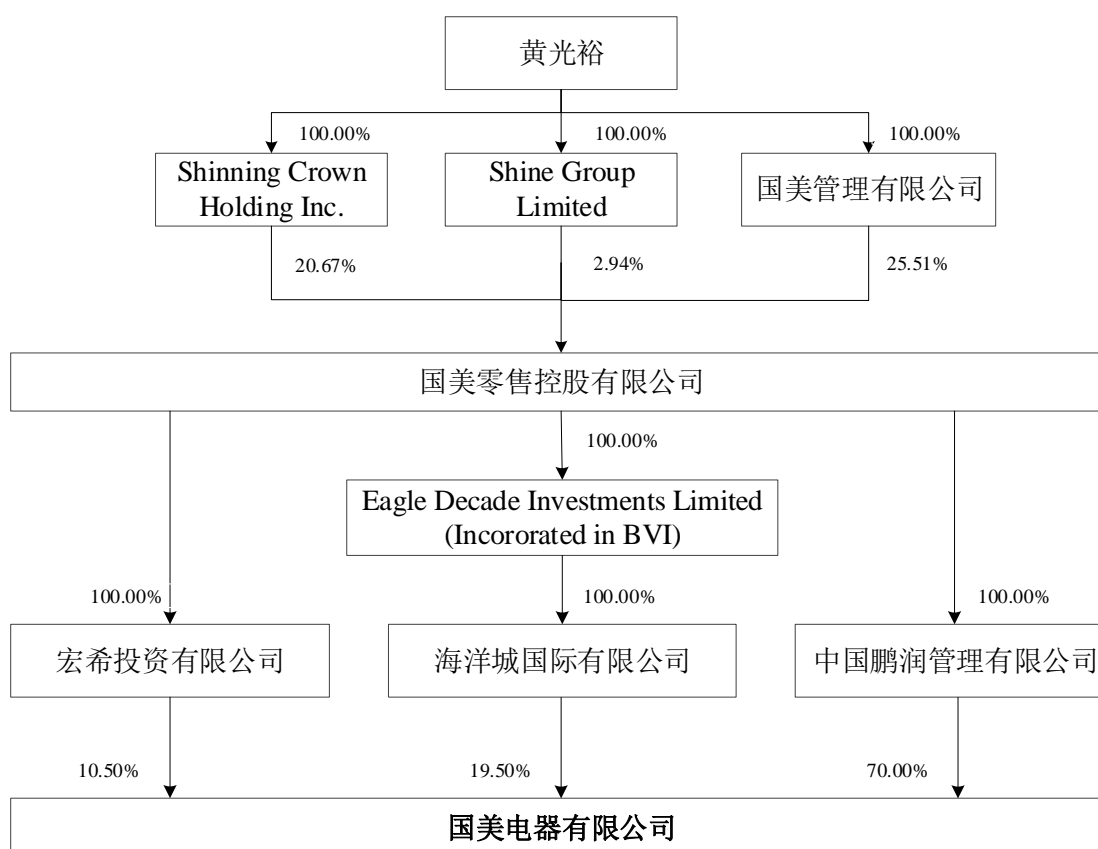 黄光裕
100.00%
100.00%
100.00%
Shinning Crown
Holding Inc.
Shine Group
Limited
国美管理有限公司
20.67%
2.94%
25.51%
国美零售控股有限公司
100.00%
Eagle Decade Investments Limited
(Incororated in BVI)
100.00%
100.00%
100.00%
宏希投资有限公司
海洋城国际有限公司
中国鹏润管理有限公司
10.50%
19.50%
70.00%
国美电器有限公司